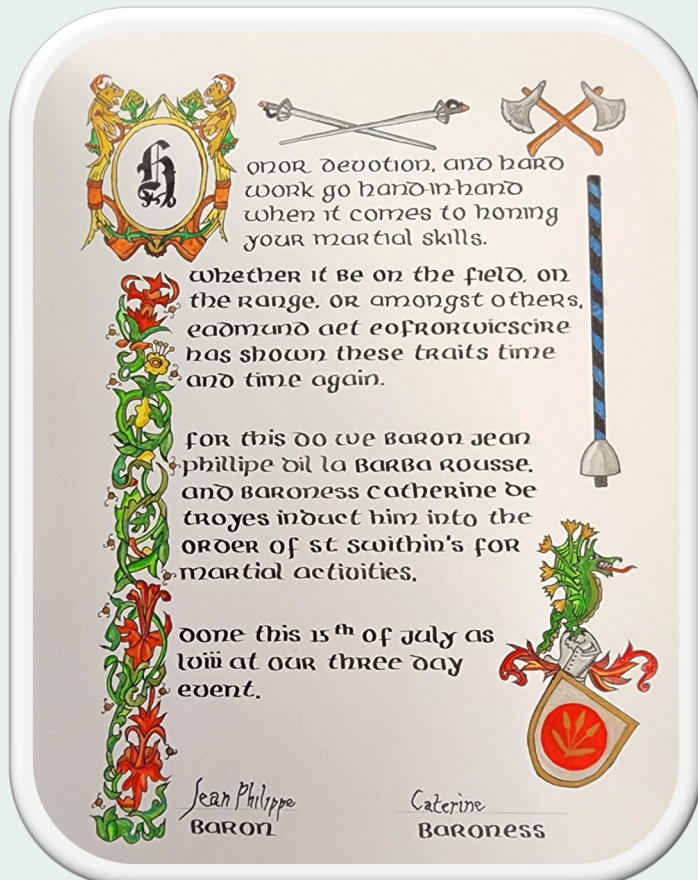 Honor devotion, and hard
work go hand-in-hand
when it comes to honing
your martial skills.
Whether it be on the field, on
the range, or amongst others,
Eadmund aet Eofrorwicscire
has shown these traits time
and time again.
For this do we Baron Jean
Phillipe dil la Barba Rousse,
and Baroness Catherine de
Troyes induct him into the
Order of St Swithin's for
martial activities.
Done this 15th of July AS
lviii at our three day
event.
Jean Philippe
Baron
Caterine
Baroness